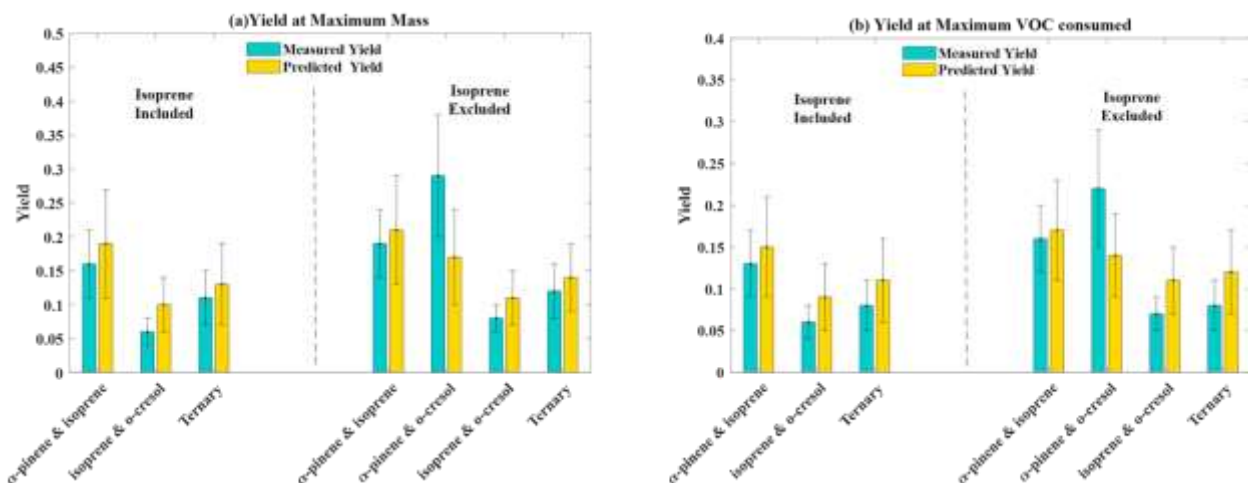 (a)Yield at Maximum Mass
0.5
0.45
0.4
0.35
0.3
0.25
0.2
0.15
0.1
0.05
0
Yield
Measured Yield
Predicted Yield
Isoprene
Included
Isoprene
Excluded
α-pinene & isoprene
isoprene & o-cresol
Ternary
α-pinene & isoprene
α-pinene & o-cresol
isoprene & o-cresol
Ternary
(b) Yield at Maximum VOC consumed
0.4
0.35
0.3
0.25
0.2
0.15
0.1
0.05
0
Yield
Measured Yield
Predicted Yield
Isoprene
Included
Isoprene
Excluded
α-pinene & isoprene
isoprene & o-cresol
Ternary
α-pinene & isoprene
α-pinene & o-cresol
isoprene & o-cresol
Ternary